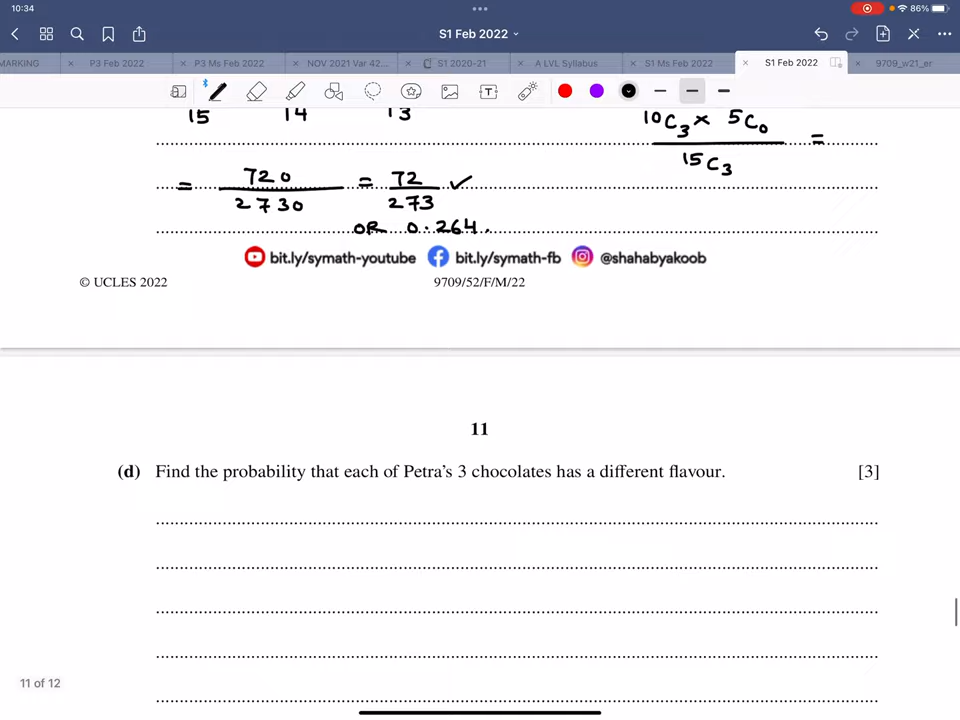 10:34
86%
S1 Feb 2022
MARKING × P3 Feb 2022 × P3 Ms Feb 2022 × NOV 2021 Var 42... × S1 2020-21 × A LVL Syllabus × S1 Ms Feb 2022 × S1 Feb 2022 × 9709_w21_er
15 14 13
10C3 × 5C0
=
15C3
= 720 = 72 ✓
2730 273
OR 0.264.
bit.ly/symath-youtube bit.ly/symath-fb @shahabyakoob
© UCLES 2022 9709/52/F/M/22
11
(d) Find the probability that each of Petra's 3 chocolates has a different flavour. [3]
11 of 12